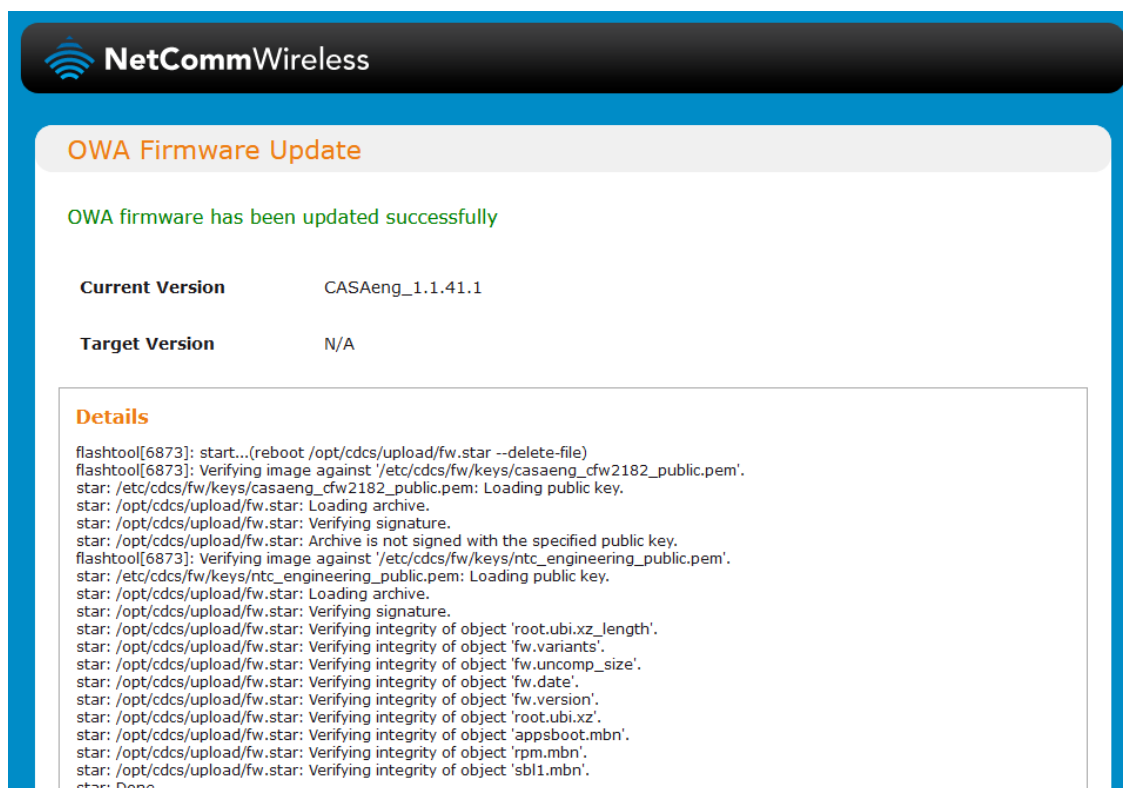 NetCommWireless
OWA Firmware Update
OWA firmware has been updated successfully
Current Version CASAeng_1.1.41.1
Target Version N/A
Details
flashtool[6873]: start...(reboot /opt/cdcs/upload/fw.star --delete-file)
flashtool[6873]: Verifying image against '/etc/cdcs/fw/keys/casaeng_cfw2182_public.pem'.
star: /etc/cdcs/fw/keys/casaeng_cfw2182_public.pem: Loading public key.
star: /opt/cdcs/upload/fw.star: Loading archive.
star: /opt/cdcs/upload/fw.star: Verifying signature.
star: /opt/cdcs/upload/fw.star: Archive is not signed with the specified public key.
flashtool[6873]: Verifying image against '/etc/cdcs/fw/keys/ntc_engineering_public.pem'.
star: /etc/cdcs/fw/keys/ntc_engineering_public.pem: Loading public key.
star: /opt/cdcs/upload/fw.star: Loading archive.
star: /opt/cdcs/upload/fw.star: Verifying signature.
star: /opt/cdcs/upload/fw.star: Verifying integrity of object 'root.ubi.xz_length'.
star: /opt/cdcs/upload/fw.star: Verifying integrity of object 'fw.variants'.
star: /opt/cdcs/upload/fw.star: Verifying integrity of object 'fw.uncomp_size'.
star: /opt/cdcs/upload/fw.star: Verifying integrity of object 'fw.date'.
star: /opt/cdcs/upload/fw.star: Verifying integrity of object 'fw.version'.
star: /opt/cdcs/upload/fw.star: Verifying integrity of object 'root.ubi.xz'.
star: /opt/cdcs/upload/fw.star: Verifying integrity of object 'appsboot.mbn'.
star: /opt/cdcs/upload/fw.star: Verifying integrity of object 'rpm.mbn'.
star: /opt/cdcs/upload/fw.star: Verifying integrity of object 'sbl1.mbn'.
star: Done